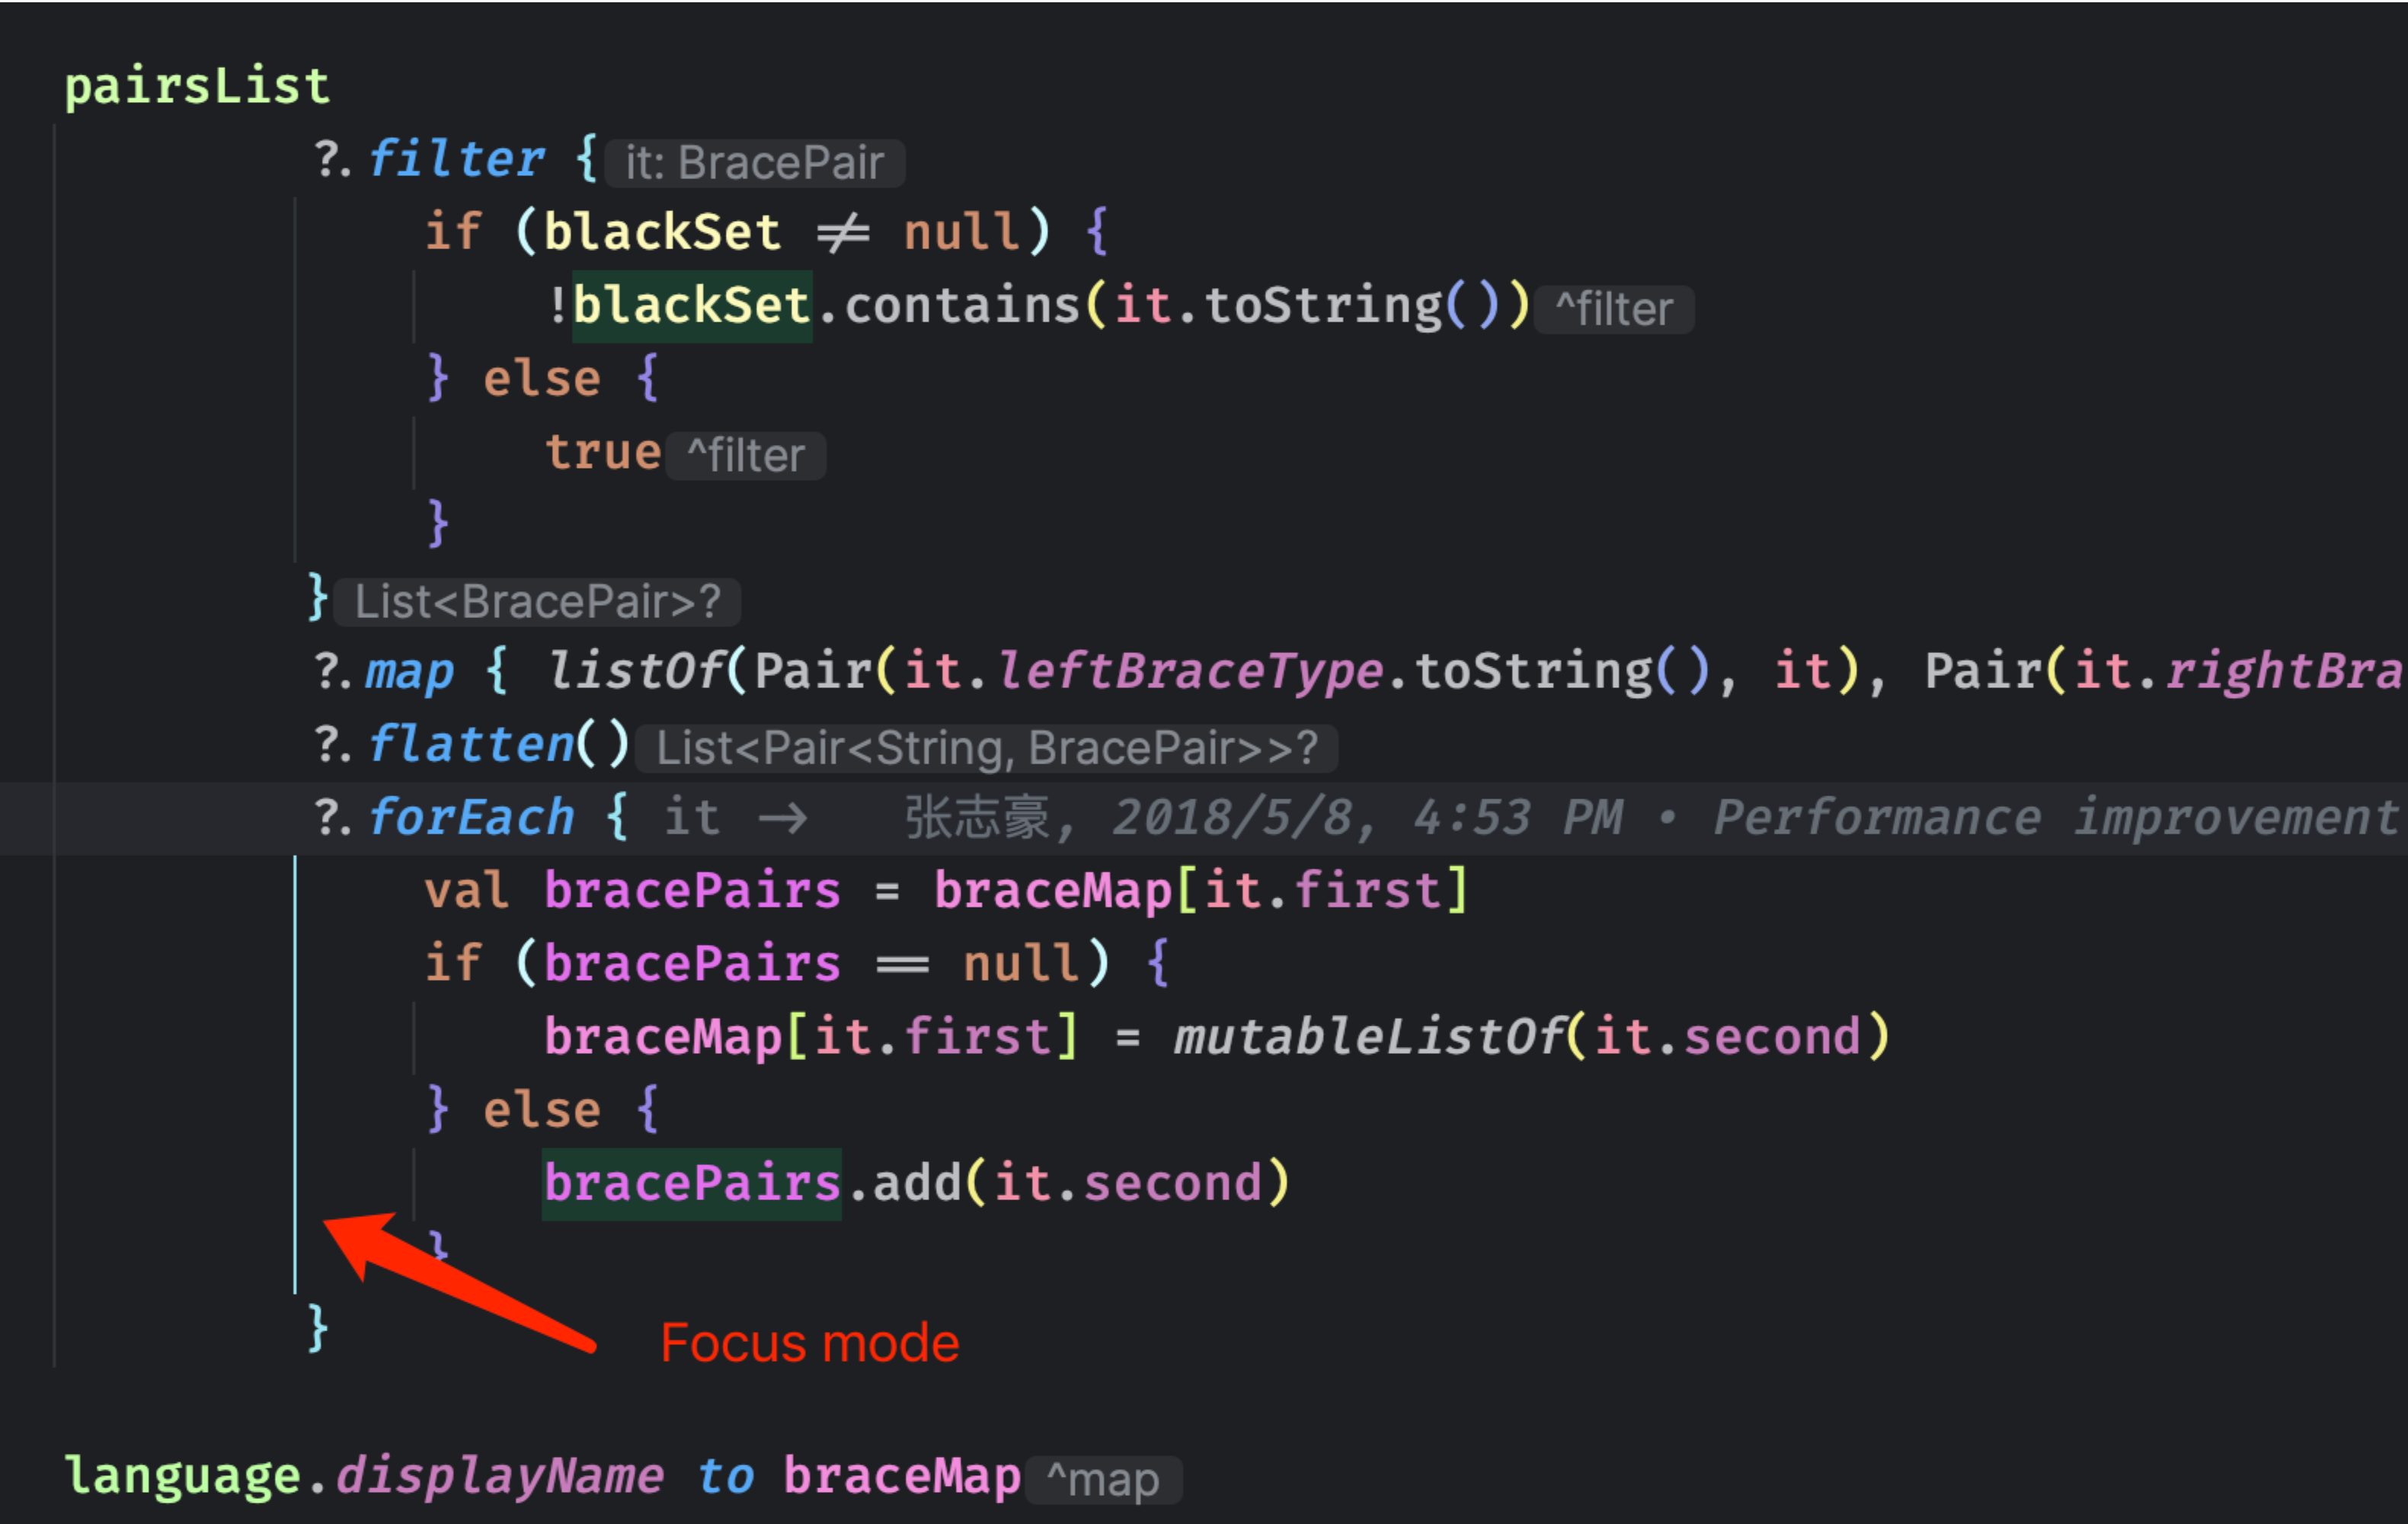 pairsList
?.filter { it: BracePair
if (blackSet != null) {
!blackSet.contains(it.toString()) ^filter
} else {
true ^filter
}
} List<BracePair>?
?.map { listOf(Pair(it.leftBraceType.toString(), it), Pair(it.rightBra
?.flatten() List<Pair<String, BracePair>>?
?.forEach { it -> 张志豪, 2018/5/8, 4:53 PM • Performance improvement
val bracePairs = braceMap[it.first]
if (bracePairs == null) {
braceMap[it.first] = mutableListOf(it.second)
} else {
bracePairs.add(it.second)
}
}
Focus mode
language.displayName to braceMap ^map